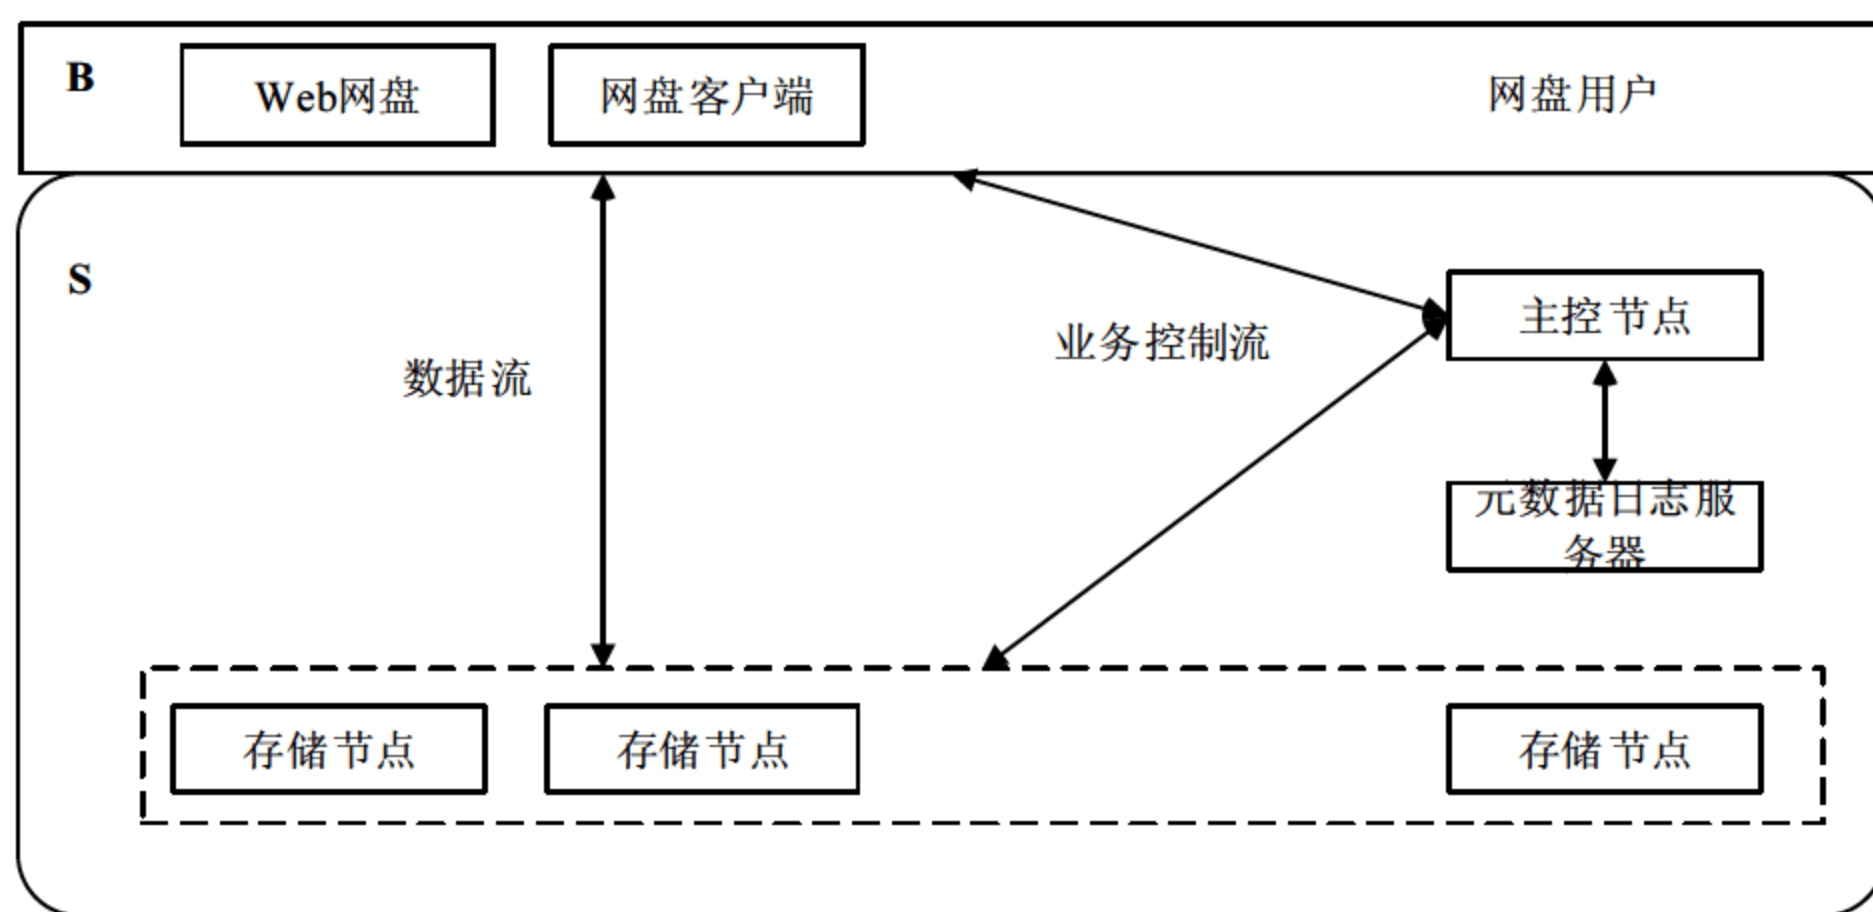 B
Web网盘
网盘客户端
网盘用户
S
主控节点
业务控制流
数据流
元数据日志服
务器
存储节点
存储节点
存储节点